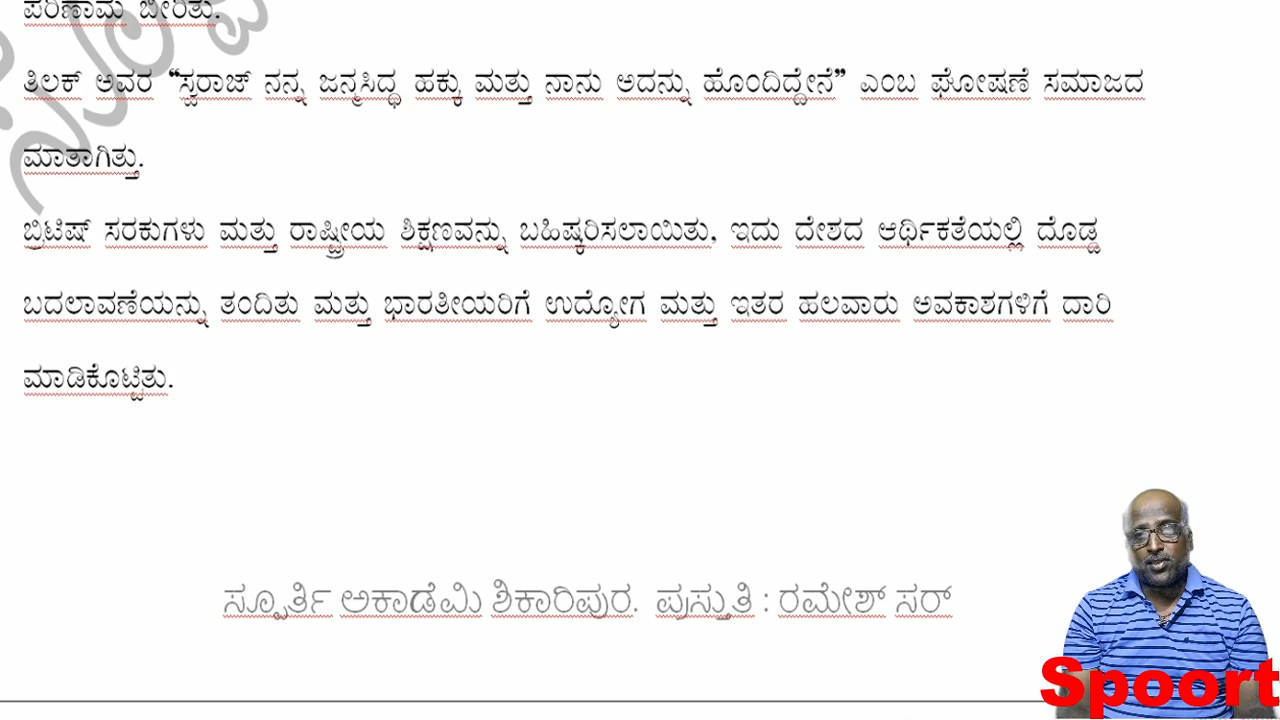 ಪರಿಣಾಮ ಬೀರಿತು.
ತಿಲಕ್ ಅವರ “ಸ್ವರಾಜ್ ನನ್ನ ಜನ್ಮಸಿದ್ಧ ಹಕ್ಕು ಮತ್ತು ನಾನು ಅದನ್ನು ಹೊಂದಿದ್ದೇನೆ” ಎಂಬ ಘೋಷಣೆ ಸಮಾಜದ
ಮಾತಾಗಿತ್ತು.
ಬ್ರಿಟಿಷ್ ಸರಕುಗಳು ಮತ್ತು ರಾಷ್ಟ್ರೀಯ ಶಿಕ್ಷಣವನ್ನು ಬಹಿಷ್ಕರಿಸಲಾಯಿತು, ಇದು ದೇಶದ ಆರ್ಥಿಕತೆಯಲ್ಲಿ ದೊಡ್ಡ
ಬದಲಾವಣೆಯನ್ನು ತಂದಿತು ಮತ್ತು ಭಾರತೀಯರಿಗೆ ಉದ್ಯೋಗ ಮತ್ತು ಇತರ ಹಲವಾರು ಅವಕಾಶಗಳಿಗೆ ದಾರಿ
ಮಾಡಿಕೊಟ್ಟಿತು.
ಸ್ಪೂರ್ತಿ ಅಕಾಡೆಮಿ ಶಿಕಾರಿಪುರ. ಪ್ರಸ್ತುತಿ : ರಮೇಶ್ ಸರ್
Spoort